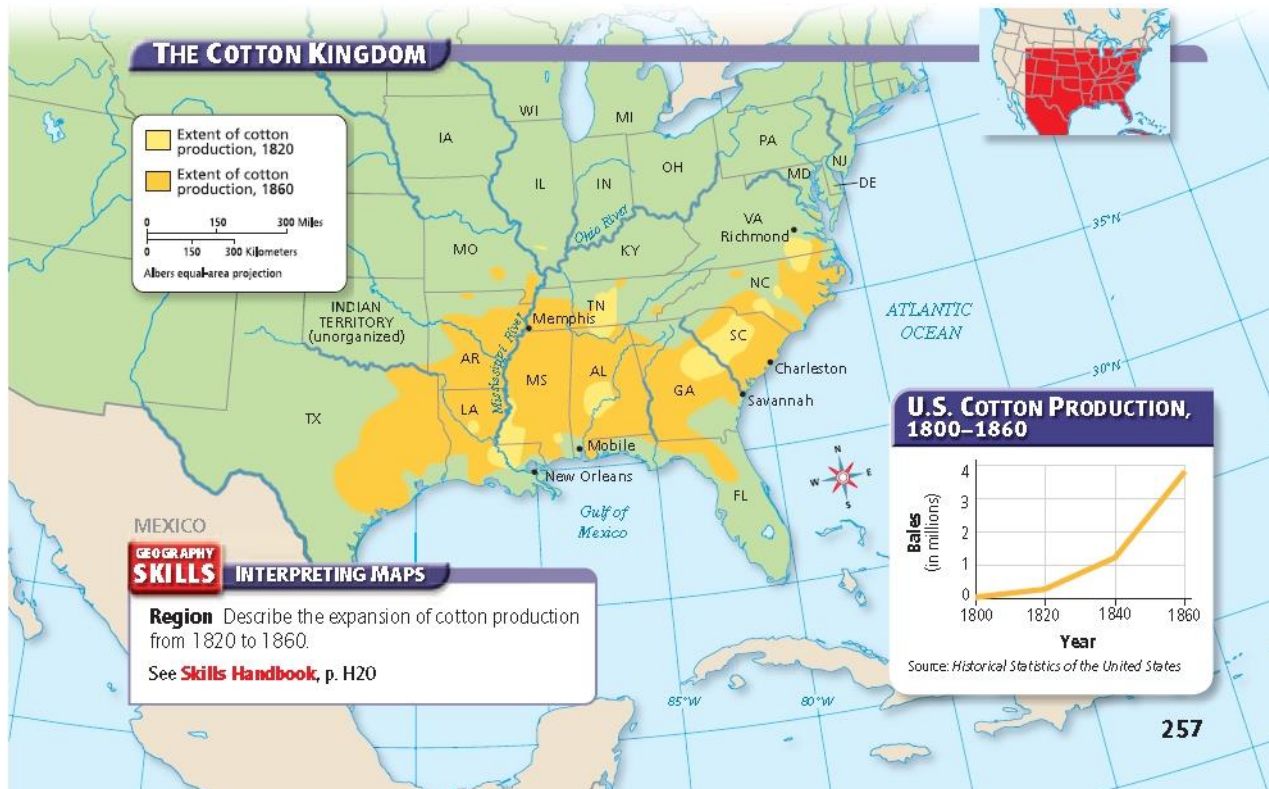 THE COTTON KINGDOM
Extent of cotton
production, 1820
Extent of cotton
production, 1860
0 150 300 Miles
0 150 300 Kilometers
Albers equal-area projection
WI
MI
IA
PA
NJ
OH
MD
DE
IL
IN
VA
Richmond
Ohio River
MO
KY
35°N
NC
INDIAN
TERRITORY
(unorganized)
TN
Memphis
ATLANTIC
OCEAN
SC
Mississippi River
AR
Charleston
30°N
MS
AL
GA
Savannah
LA
TX
Mobile
New Orleans
FL
N
W E
S
Gulf of
Mexico
MEXICO
U.S. COTTON PRODUCTION,
1800–1860
4
3
2
1
0
Bales
(in millions)
1800 1820 1840 1860
Year
Source: Historical Statistics of the United States
GEOGRAPHY
SKILLS INTERPRETING MAPS
Region Describe the expansion of cotton production
from 1820 to 1860.
See Skills Handbook, p. H20
85°W
80°W
257